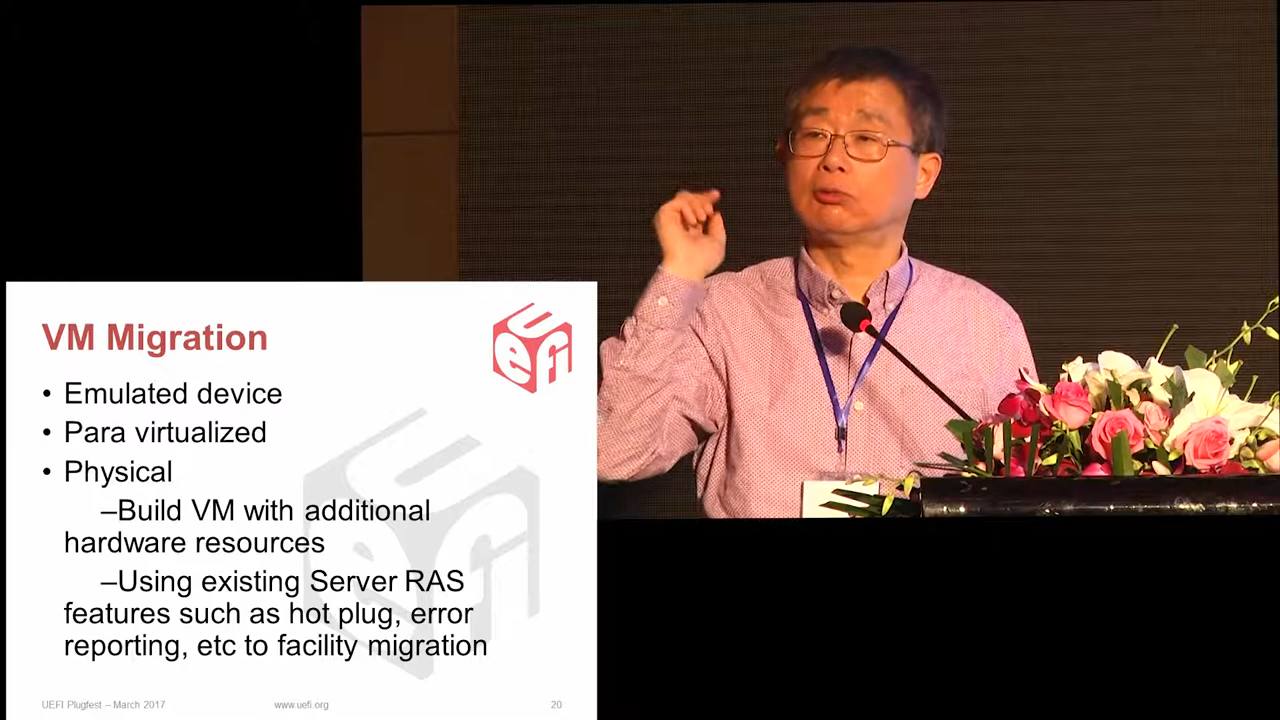 VM Migration
UEFI
• Emulated device
• Para virtualized
• Physical
–Build VM with additional
hardware resources
–Using existing Server RAS
features such as hot plug, error
reporting, etc to facility migration
UEFI Plugfest – March 2017
www.uefi.org
20